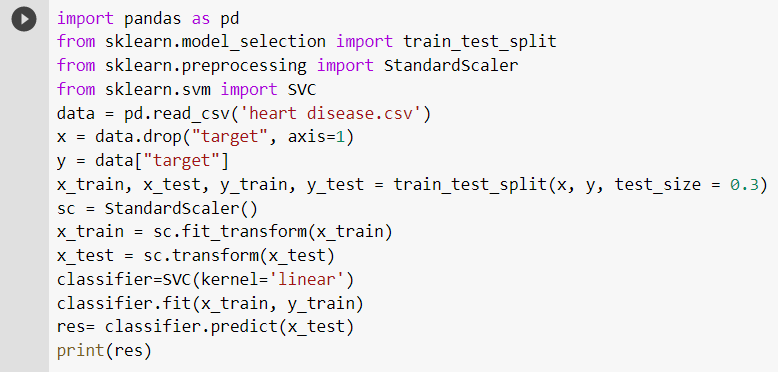 import pandas as pd
from sklearn.model_selection import train_test_split
from sklearn.preprocessing import StandardScaler
from sklearn.svm import SVC
data = pd.read_csv('heart disease.csv')
x = data.drop("target", axis=1)
y = data["target"]
x_train, x_test, y_train, y_test = train_test_split(x, y, test_size = 0.3)
sc = StandardScaler()
x_train = sc.fit_transform(x_train)
x_test = sc.transform(x_test)
classifier=SVC(kernel='linear')
classifier.fit(x_train, y_train)
res= classifier.predict(x_test)
print(res)